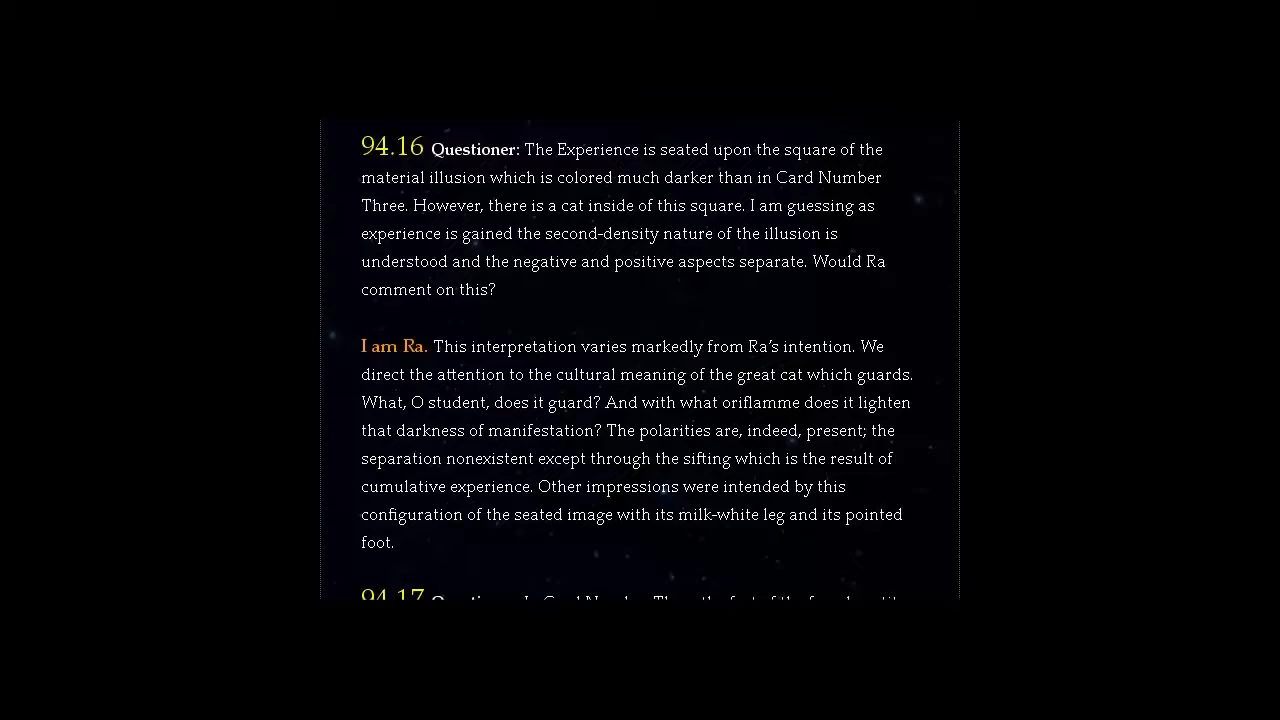 94.16 Questioner: The Experience is seated upon the square of the
material illusion which is colored much darker than in Card Number
Three. However, there is a cat inside of this square. I am guessing as
experience is gained the second-density nature of the illusion is
understood and the negative and positive aspects separate. Would Ra
comment on this?
I am Ra. This interpretation varies markedly from Ra’s intention. We
direct the attention to the cultural meaning of the great cat which guards.
What, O student, does it guard? And with what oriflamme does it lighten
that darkness of manifestation? The polarities are, indeed, present; the
separation nonexistent except through the sifting which is the result of
cumulative experience. Other impressions were intended by this
configuration of the seated image with its milk-white leg and its pointed
foot.
94.17